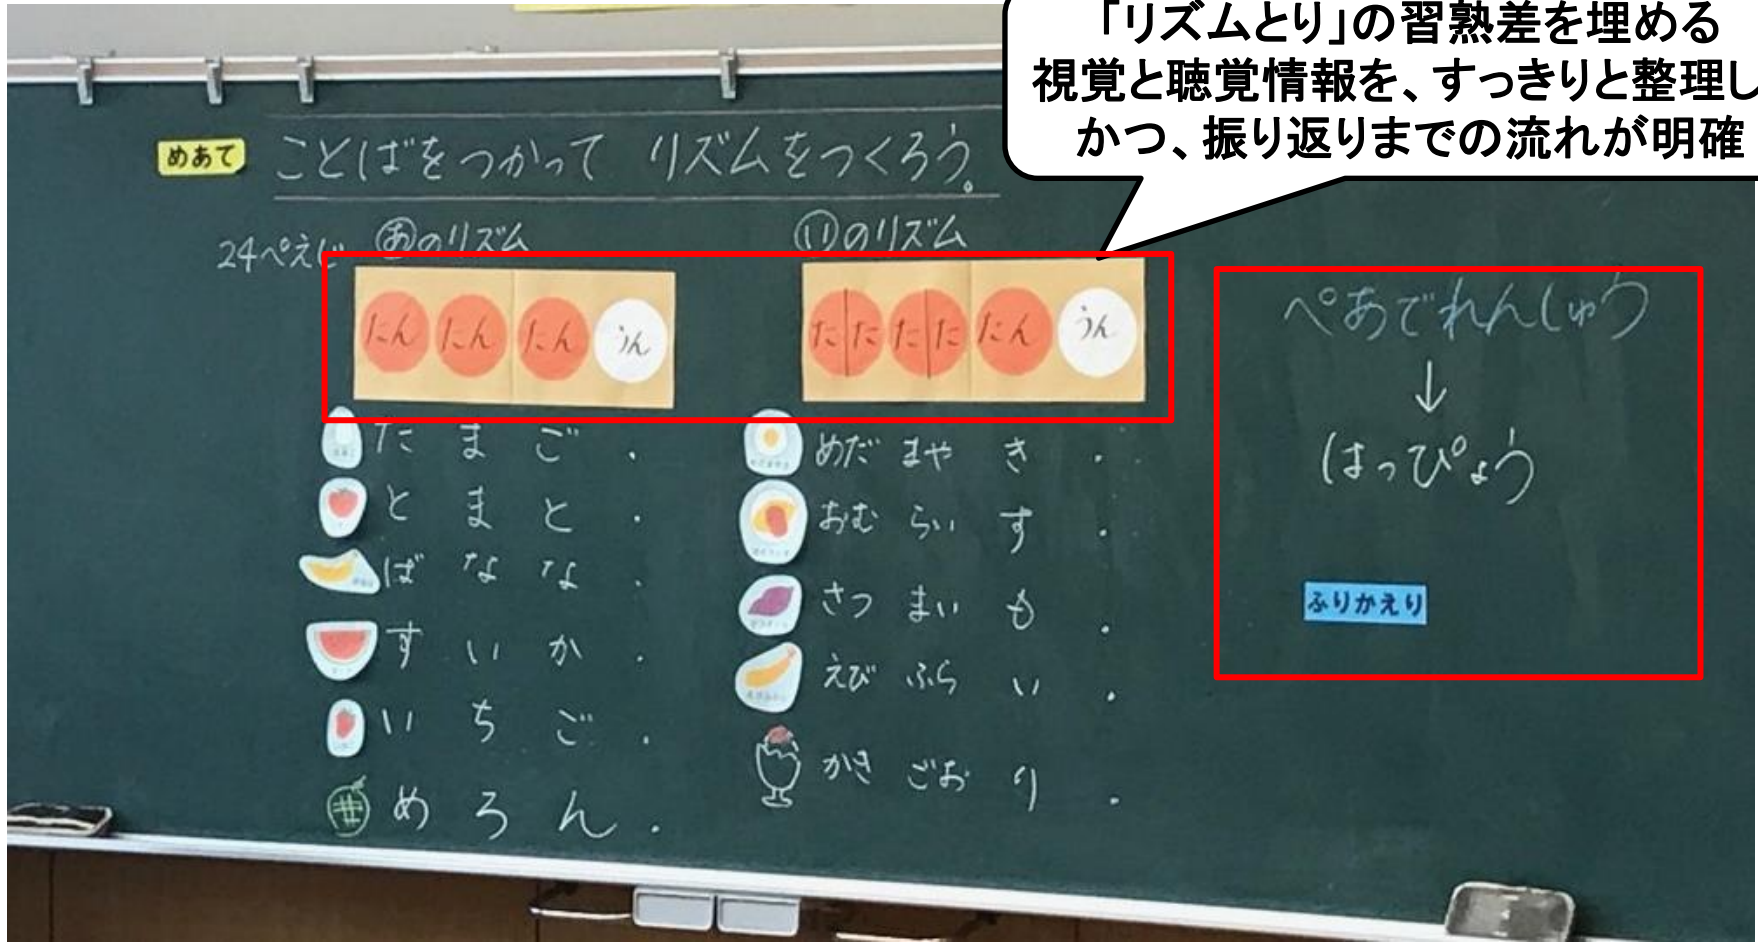 「リズムとり」の習熟差を埋める
視覚と聴覚情報を、すっきりと整理し
かつ、振り返りまでの流れが明確
めあて ことばをつかって リズムをつくろう。
24ぺえじ
あのリズム
たん たん たん うん
たまご.
とまと.
ばなな.
すいか.
いちご.
めろん.
いのリズム
たた たた たん うん
めだ まや き.
おむ らい す.
さつ まい も.
えび ふら い.
かき ごお り.
ぺあでれんしゅう
↓
はっぴょう
ふりかえり